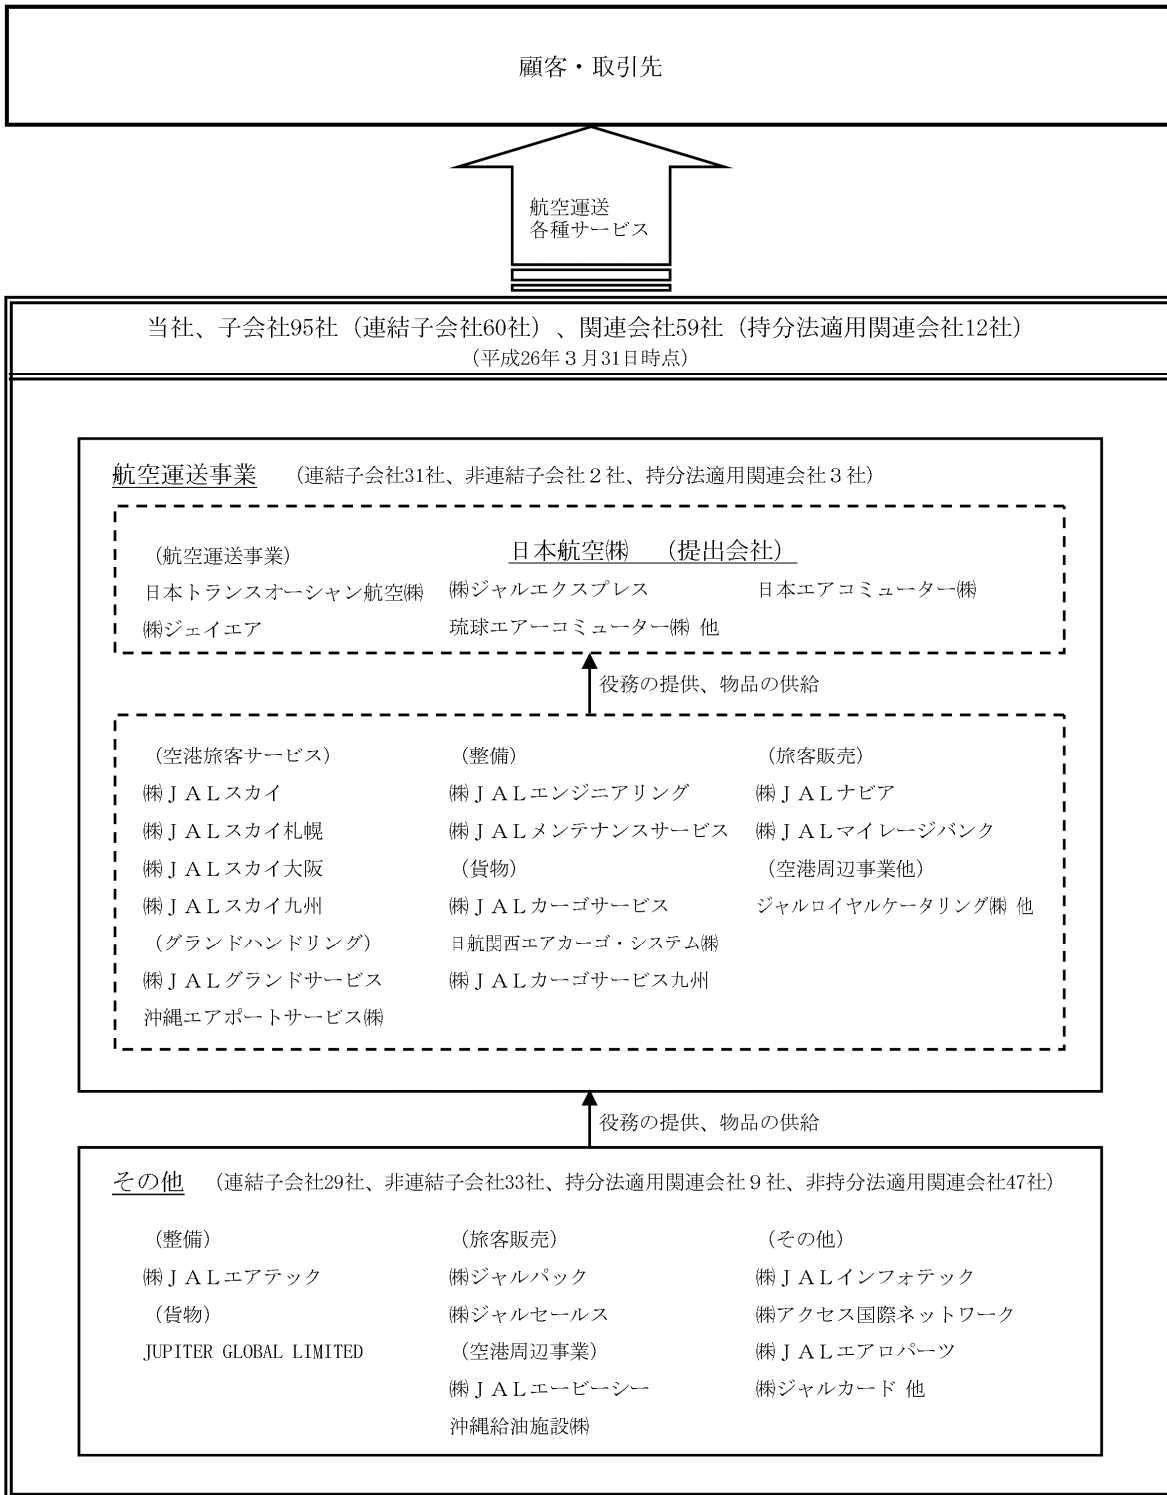 顧客・取引先
航空運送
各種サービス
当社、子会社95社（連結子会社60社）、関連会社59社（持分法適用関連会社12社）
（平成26年３月31日時点）
航空運送事業　（連結子会社31社、非連結子会社２社、持分法適用関連会社３社）
（航空運送事業）　日本航空㈱　（提出会社）
日本トランスオーシャン航空㈱　㈱ジャルエクスプレス　日本エアコミューター㈱
㈱ジェイエア　琉球エアーコミューター㈱ 他
役務の提供、物品の供給
（空港旅客サービス）　（整備）　（旅客販売）
㈱ＪＡＬスカイ　㈱ＪＡＬエンジニアリング　㈱ＪＡＬナビア
㈱ＪＡＬスカイ札幌　㈱ＪＡＬメンテナンスサービス　㈱ＪＡＬマイレージバンク
㈱ＪＡＬスカイ大阪　（貨物）　（空港周辺事業他）
㈱ＪＡＬスカイ九州　㈱ＪＡＬカーゴサービス　ジャルロイヤルケータリング㈱ 他
（グランドハンドリング）　日航関西エアカーゴ・システム㈱
㈱ＪＡＬグランドサービス　㈱ＪＡＬカーゴサービス九州
沖縄エアポートサービス㈱
役務の提供、物品の供給
その他　（連結子会社29社、非連結子会社33社、持分法適用関連会社９社、非持分法適用関連会社47社）
（整備）　（旅客販売）　（その他）
㈱ＪＡＬエアテック　㈱ジャルパック　㈱ＪＡＬインフォテック
（貨物）　㈱ジャルセールス　㈱アクセス国際ネットワーク
JUPITER GLOBAL LIMITED　（空港周辺事業）　㈱ＪＡＬエアロパーツ
㈱ＪＡＬエービーシー　㈱ジャルカード 他
沖縄給油施設㈱